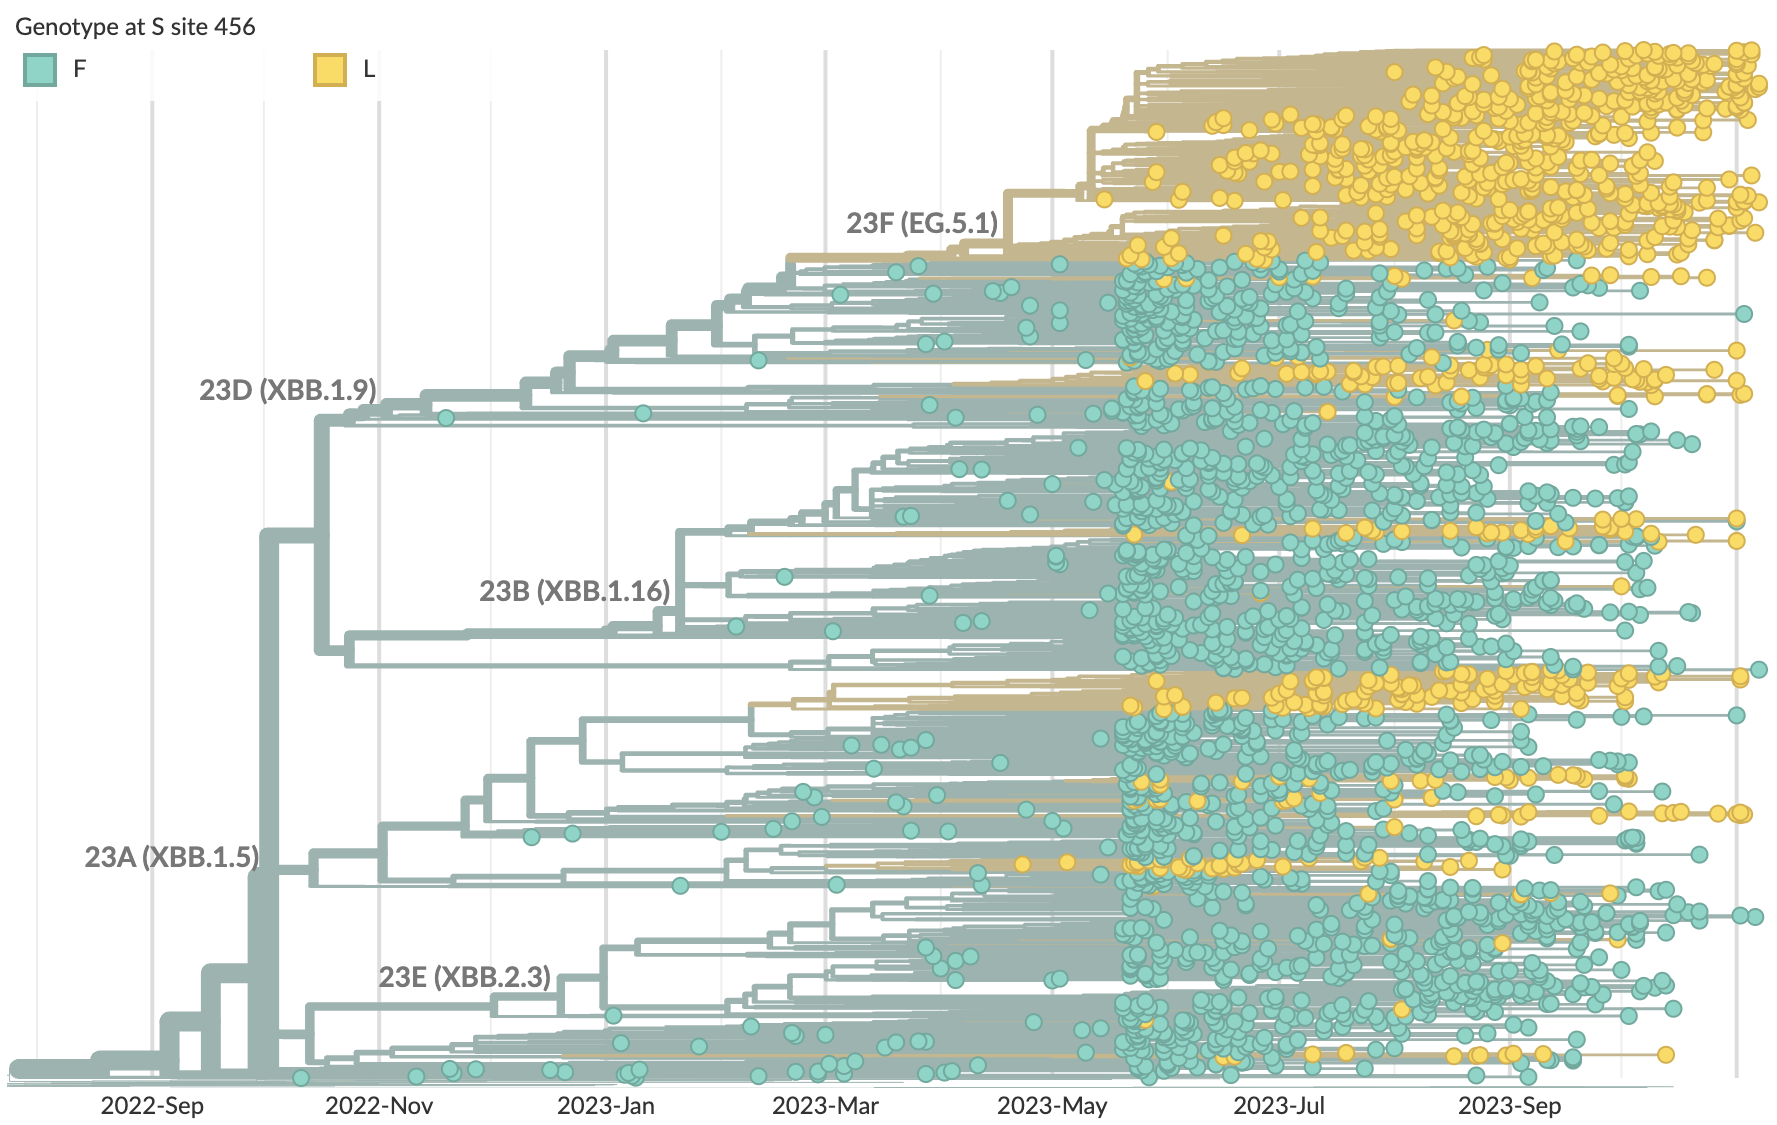 Genotype at S site 456
F L
23F (EG.5.1)
23D (XBB.1.9)
23B (XBB.1.16)
23A (XBB.1.5)
23E (XBB.2.3)
2022-Sep 2022-Nov 2023-Jan 2023-Mar 2023-May 2023-Jul 2023-Sep